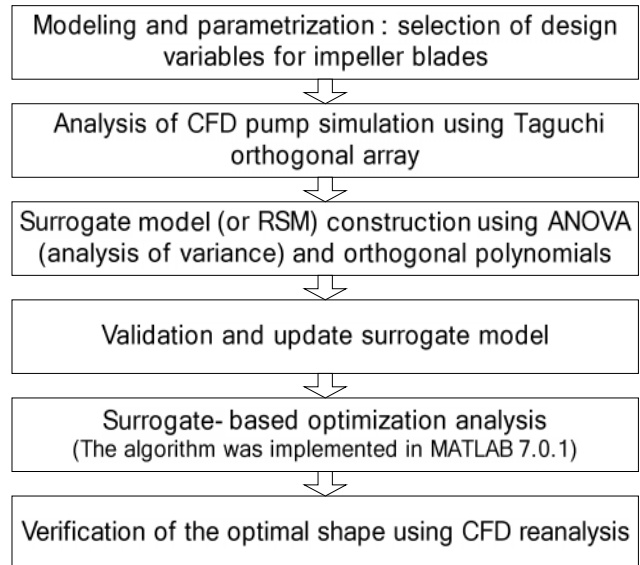 Modeling and parametrization : selection of design
variables for impeller blades
Analysis of CFD pump simulation using Taguchi
orthogonal array
Surrogate model (or RSM) construction using ANOVA
(analysis of variance) and orthogonal polynomials
Validation and update surrogate model
Surrogate- based optimization analysis
(The algorithm was implemented in MATLAB 7.0.1)
Verification of the optimal shape using CFD reanalysis